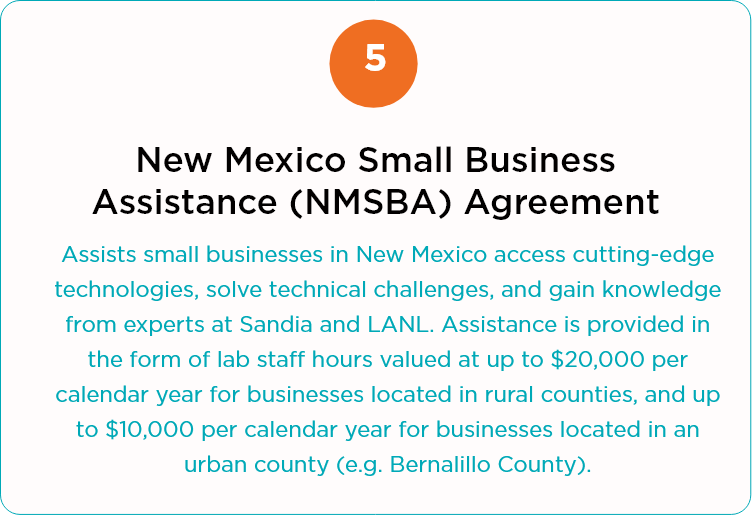 5
New Mexico Small Business
Assistance (NMSBA) Agreement
Assists small businesses in New Mexico access cutting-edge
technologies, solve technical challenges, and gain knowledge
from experts at Sandia and LANL. Assistance is provided in
the form of lab staff hours valued at up to $20,000 per
calendar year for businesses located in rural counties, and up
to $10,000 per calendar year for businesses located in an
urban county (e.g. Bernalillo County).